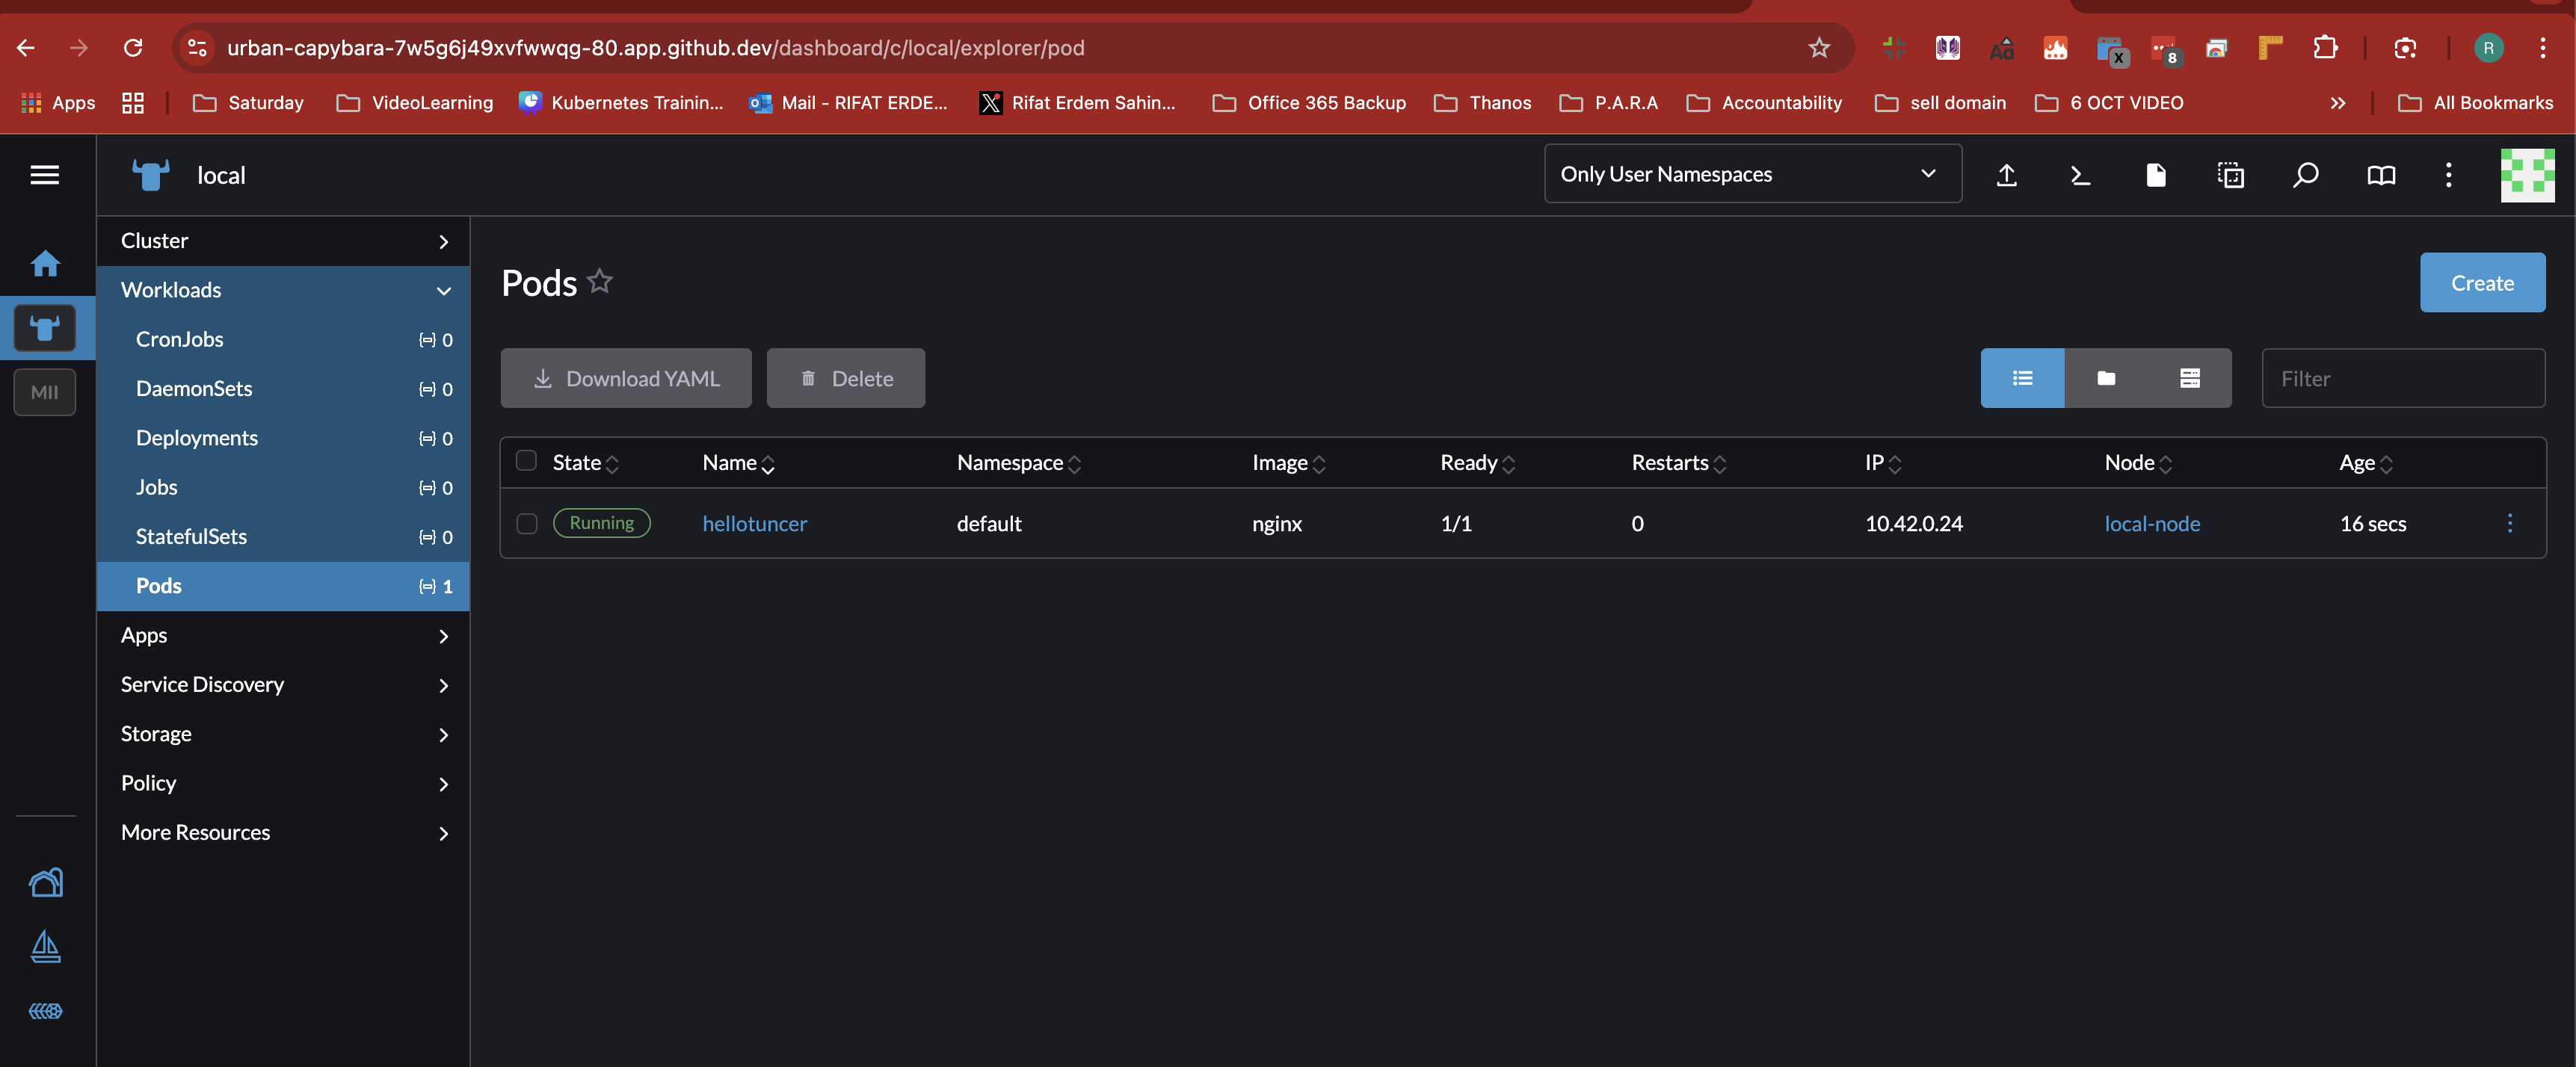 urban-capybara-7w5g6j49xvfwwqg-80.app.github.dev/dashboard/c/local/explorer/pod
X
8
R
Apps
Saturday
VideoLearning
Kubernetes Trainin...
Mail - RIFAT ERDE...
Rifat Erdem Sahin...
Office 365 Backup
Thanos
P.A.R.A
Accountability
sell domain
6 OCT VIDEO
All Bookmarks
local
Only User Namespaces
MII
Cluster
Workloads
CronJobs 0
DaemonSets 0
Deployments 0
Jobs 0
StatefulSets 0
Pods 1
Apps
Service Discovery
Storage
Policy
More Resources
Pods
Create
Download YAML
Delete
Filter
State Name Namespace Image Ready Restarts IP Node Age
Running hellotuncer default nginx 1/1 0 10.42.0.24 local-node 16 secs